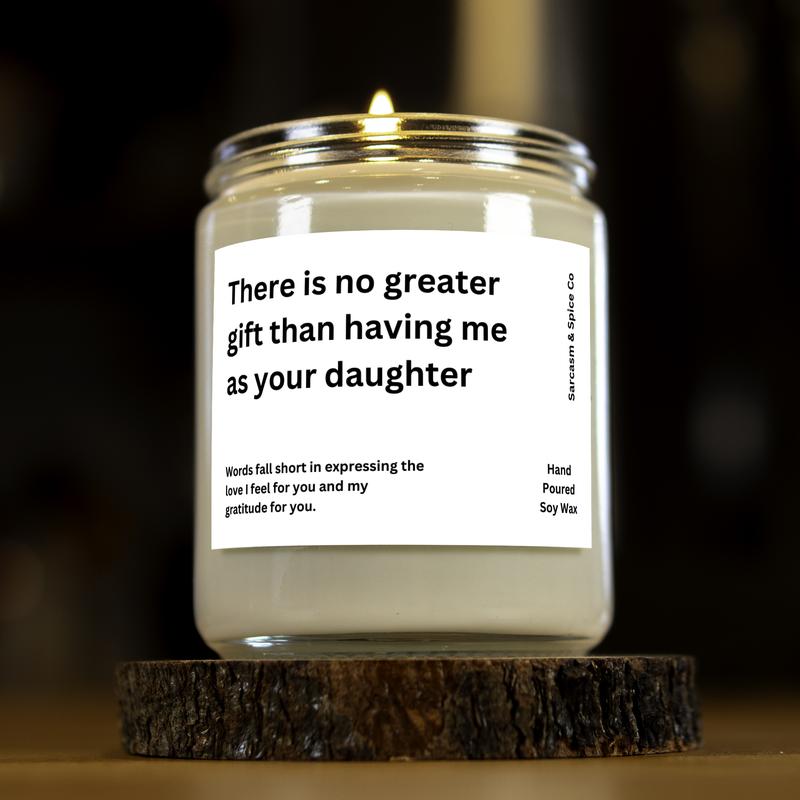 There is no greater
gift than having me
as your daughter
Sarcasm & Spice Co
Words fall short in expressing the
love I feel for you and my
gratitude for you.
Hand
Poured
Soy Wax